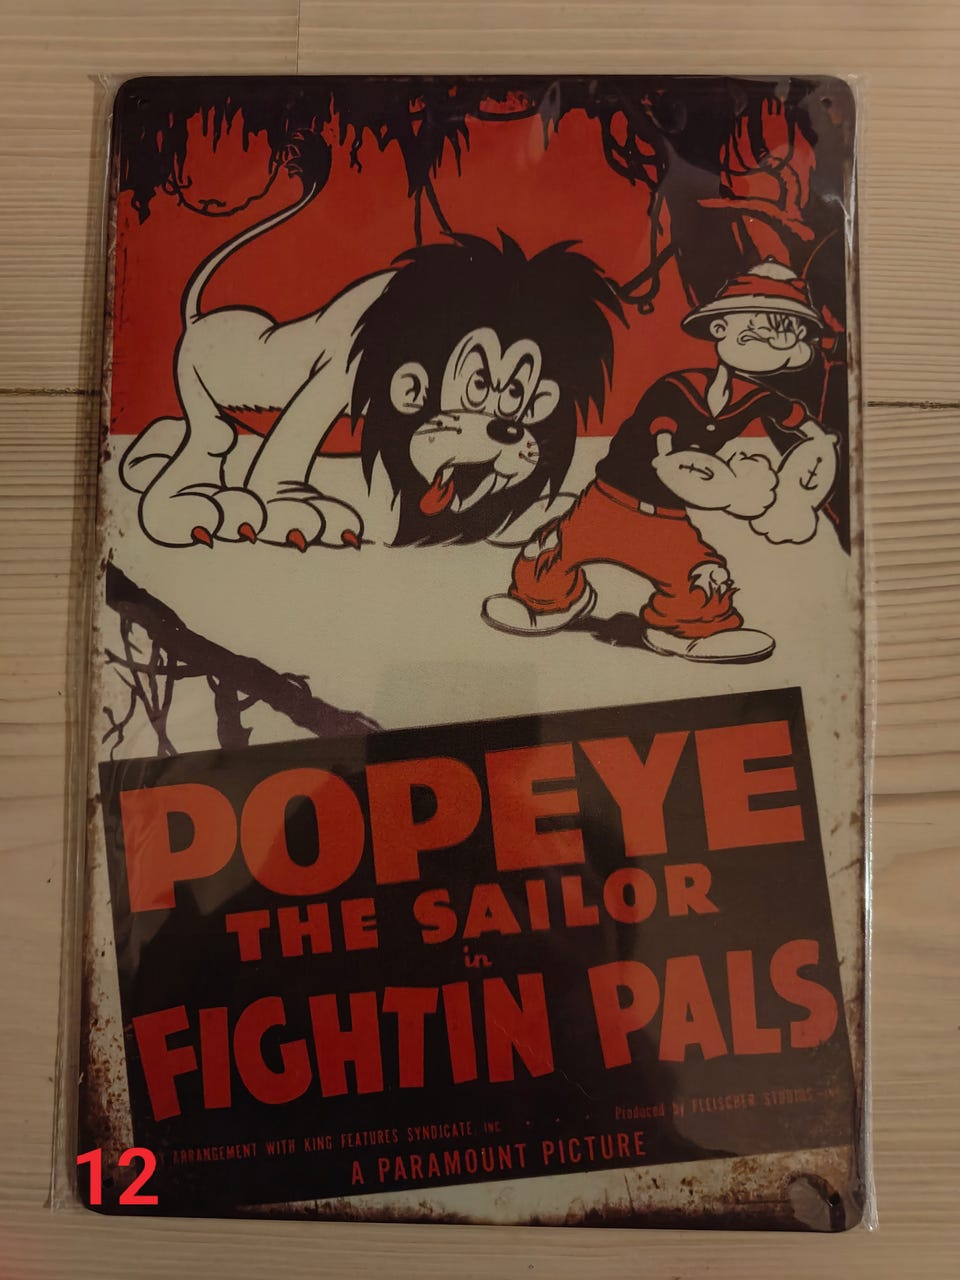 POPEYE
THE SAILOR
in
FIGHTIN PALS
ARRANGEMENT WITH KING FEATURES SYNDICATE INC
Produced by FLEISCHER STUDIOS
A PARAMOUNT PICTURE
12